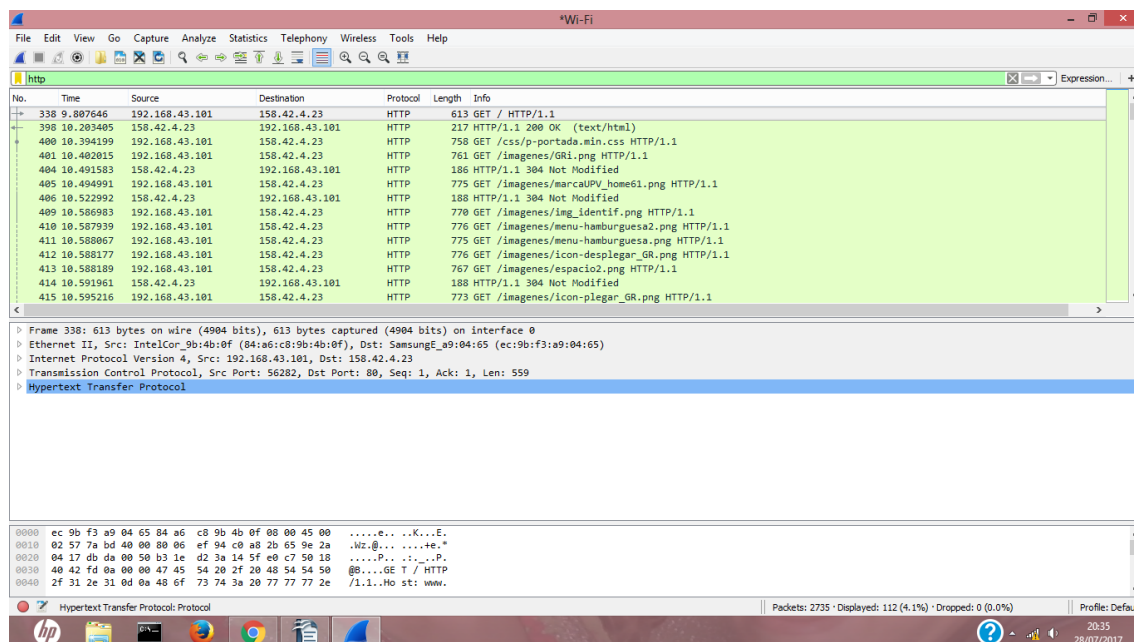 *Wi-Fi
File Edit View Go Capture Analyze Statistics Telephony Wireless Tools Help
http Expression... +
No. Time Source Destination Protocol Length Info
338 9.807646 192.168.43.101 158.42.4.23 HTTP 613 GET / HTTP/1.1
398 10.203405 158.42.4.23 192.168.43.101 HTTP 217 HTTP/1.1 200 OK (text/html)
400 10.394199 192.168.43.101 158.42.4.23 HTTP 758 GET /css/p-portada.min.css HTTP/1.1
401 10.402015 192.168.43.101 158.42.4.23 HTTP 761 GET /imagenes/GRi.png HTTP/1.1
404 10.491583 158.42.4.23 192.168.43.101 HTTP 186 HTTP/1.1 304 Not Modified
405 10.494991 192.168.43.101 158.42.4.23 HTTP 775 GET /imagenes/marcaUPV_home61.png HTTP/1.1
406 10.522992 158.42.4.23 192.168.43.101 HTTP 188 HTTP/1.1 304 Not Modified
409 10.586983 192.168.43.101 158.42.4.23 HTTP 770 GET /imagenes/img_identif.png HTTP/1.1
410 10.587939 192.168.43.101 158.42.4.23 HTTP 776 GET /imagenes/menu-hamburguesa2.png HTTP/1.1
411 10.588067 192.168.43.101 158.42.4.23 HTTP 775 GET /imagenes/menu-hamburguesa.png HTTP/1.1
412 10.588177 192.168.43.101 158.42.4.23 HTTP 776 GET /imagenes/icon-desplegar_GR.png HTTP/1.1
413 10.588189 192.168.43.101 158.42.4.23 HTTP 767 GET /imagenes/espacio2.png HTTP/1.1
414 10.591961 158.42.4.23 192.168.43.101 HTTP 188 HTTP/1.1 304 Not Modified
415 10.595216 192.168.43.101 158.42.4.23 HTTP 773 GET /imagenes/icon-plegar_GR.png HTTP/1.1
Frame 338: 613 bytes on wire (4904 bits), 613 bytes captured (4904 bits) on interface 0
Ethernet II, Src: IntelCor_9b:4b:0f (84:a6:c8:9b:4b:0f), Dst: SamsungE_a9:04:65 (ec:9b:f3:a9:04:65)
Internet Protocol Version 4, Src: 192.168.43.101, Dst: 158.42.4.23
Transmission Control Protocol, Src Port: 56282, Dst Port: 80, Seq: 1, Ack: 1, Len: 559
Hypertext Transfer Protocol
0000 ec 9b f3 a9 04 65 84 a6 c8 9b 4b 0f 08 00 45 00 .....e.. ..K...E.
0010 02 57 7a bd 40 00 80 06 ef 94 c0 a8 2b 65 9e 2a .Wz.@... ....+e.*
0020 04 17 db da 00 50 b3 1e d2 3a 14 5f e0 c7 50 18 .....P.. .:._..P.
0030 40 42 fd 0a 00 00 47 45 54 20 2f 20 48 54 54 50 @B....GE T / HTTP
0040 2f 31 2e 31 0d 0a 48 6f 73 74 3a 20 77 77 77 2e /1.1..Ho st: www.
Hypertext Transfer Protocol: Protocol Packets: 2735 · Displayed: 112 (4.1%) · Dropped: 0 (0.0%) Profile: Defau
hp C:\_ 20:35
28/07/2017